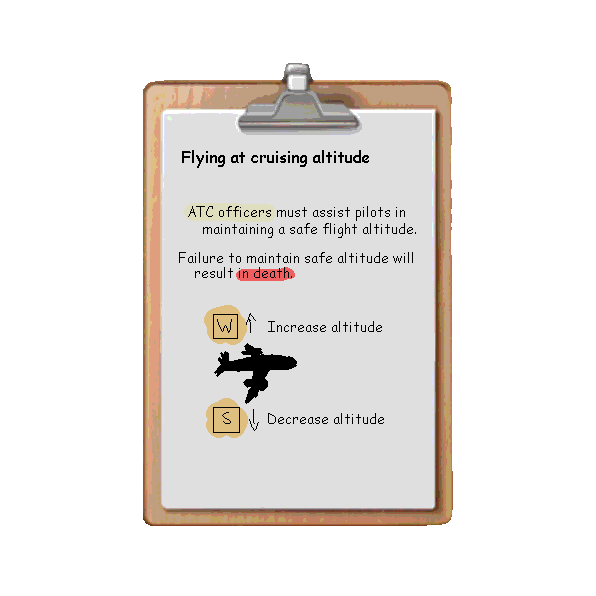 Flying at cruising altitude
ATC officers must assist pilots in
maintaining a safe flight altitude.
Failure to maintain safe altitude will
result in death.
W ↑ Increase altitude
S ↓ Decrease altitude